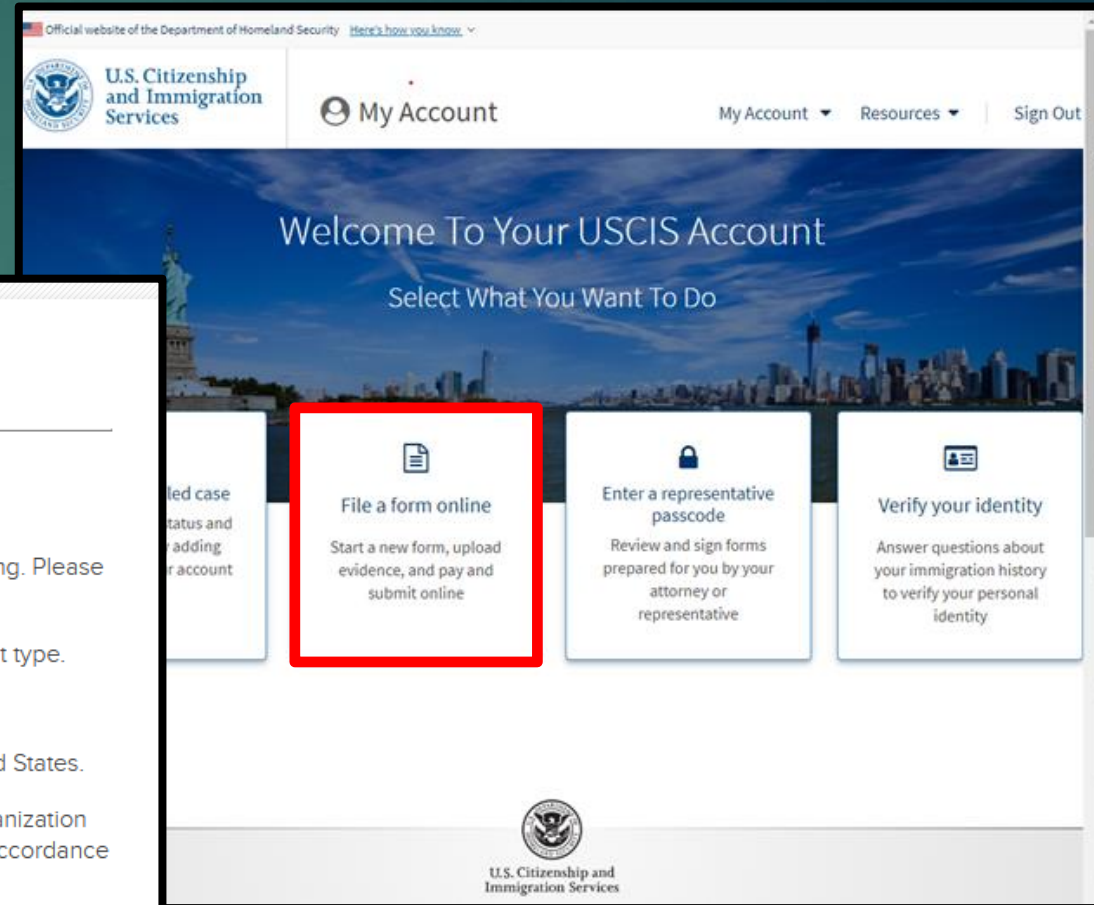 Official website of the Department of Homeland Security Here's how you know
U.S. Citizenship
and Immigration
Services
My Account
My Account
Resources
Sign Out
Welcome To Your USCIS Account
Select What You Want To Do
led case
tatus and
adding
r account
File a form online
Start a new form, upload
evidence, and pay and
submit online
Enter a representative
passcode
Review and sign forms
prepared for you by your
attorney or
representative
Verify your identity
Answer questions about
your immigration history
to verify your personal
identity
ng. Please
t type.
d States.
anization
ccordance
U.S. Citizenship and
Immigration Services